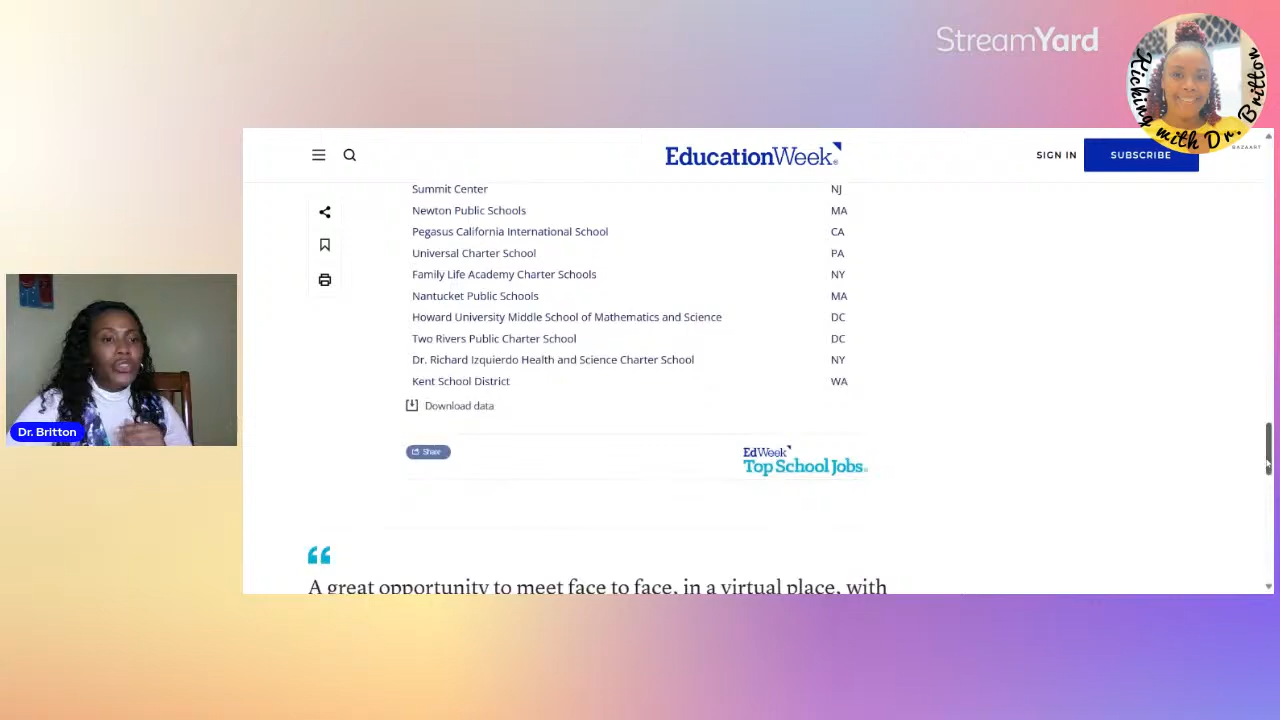 StreamYard
Kicking with Dr. Britton
BAZAART
EducationWeek®
SIGN IN
SUBSCRIBE
Summit Center NJ
Newton Public Schools MA
Pegasus California International School CA
Universal Charter School PA
Family Life Academy Charter Schools NY
Nantucket Public Schools MA
Howard University Middle School of Mathematics and Science DC
Two Rivers Public Charter School DC
Dr. Richard Izquierdo Health and Science Charter School NY
Kent School District WA
Download data
Share
EdWeek
Top School Jobs®
Dr. Britton
“
A great opportunity to meet face to face, in a virtual place, with